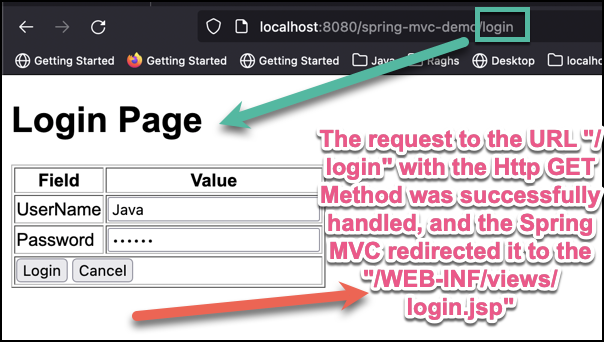 localhost:8080/spring-mvc-demo/login
Getting Started Getting Started Getting Started Java Raghs Desktop localho
Login Page
Field Value
UserName Java
Password ••••••
Login Cancel
The request to the URL "/
login" with the Http GET
Method was successfully
handled, and the Spring
MVC redirected it to the
"/WEB-INF/views/
login.jsp"